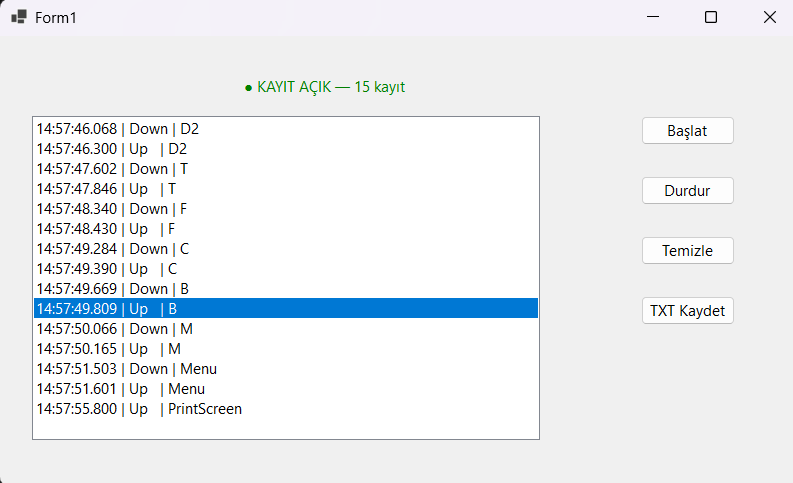 Form1
● KAYIT AÇIK — 15 kayıt
14:57:46.068 | Down | D2
14:57:46.300 | Up | D2
14:57:47.602 | Down | T
14:57:47.846 | Up | T
14:57:48.340 | Down | F
14:57:48.430 | Up | F
14:57:49.284 | Down | C
14:57:49.390 | Up | C
14:57:49.669 | Down | B
14:57:49.809 | Up | B
14:57:50.066 | Down | M
14:57:50.165 | Up | M
14:57:51.503 | Down | Menu
14:57:51.601 | Up | Menu
14:57:55.800 | Up | PrintScreen
Başlat
Durdur
Temizle
TXT Kaydet